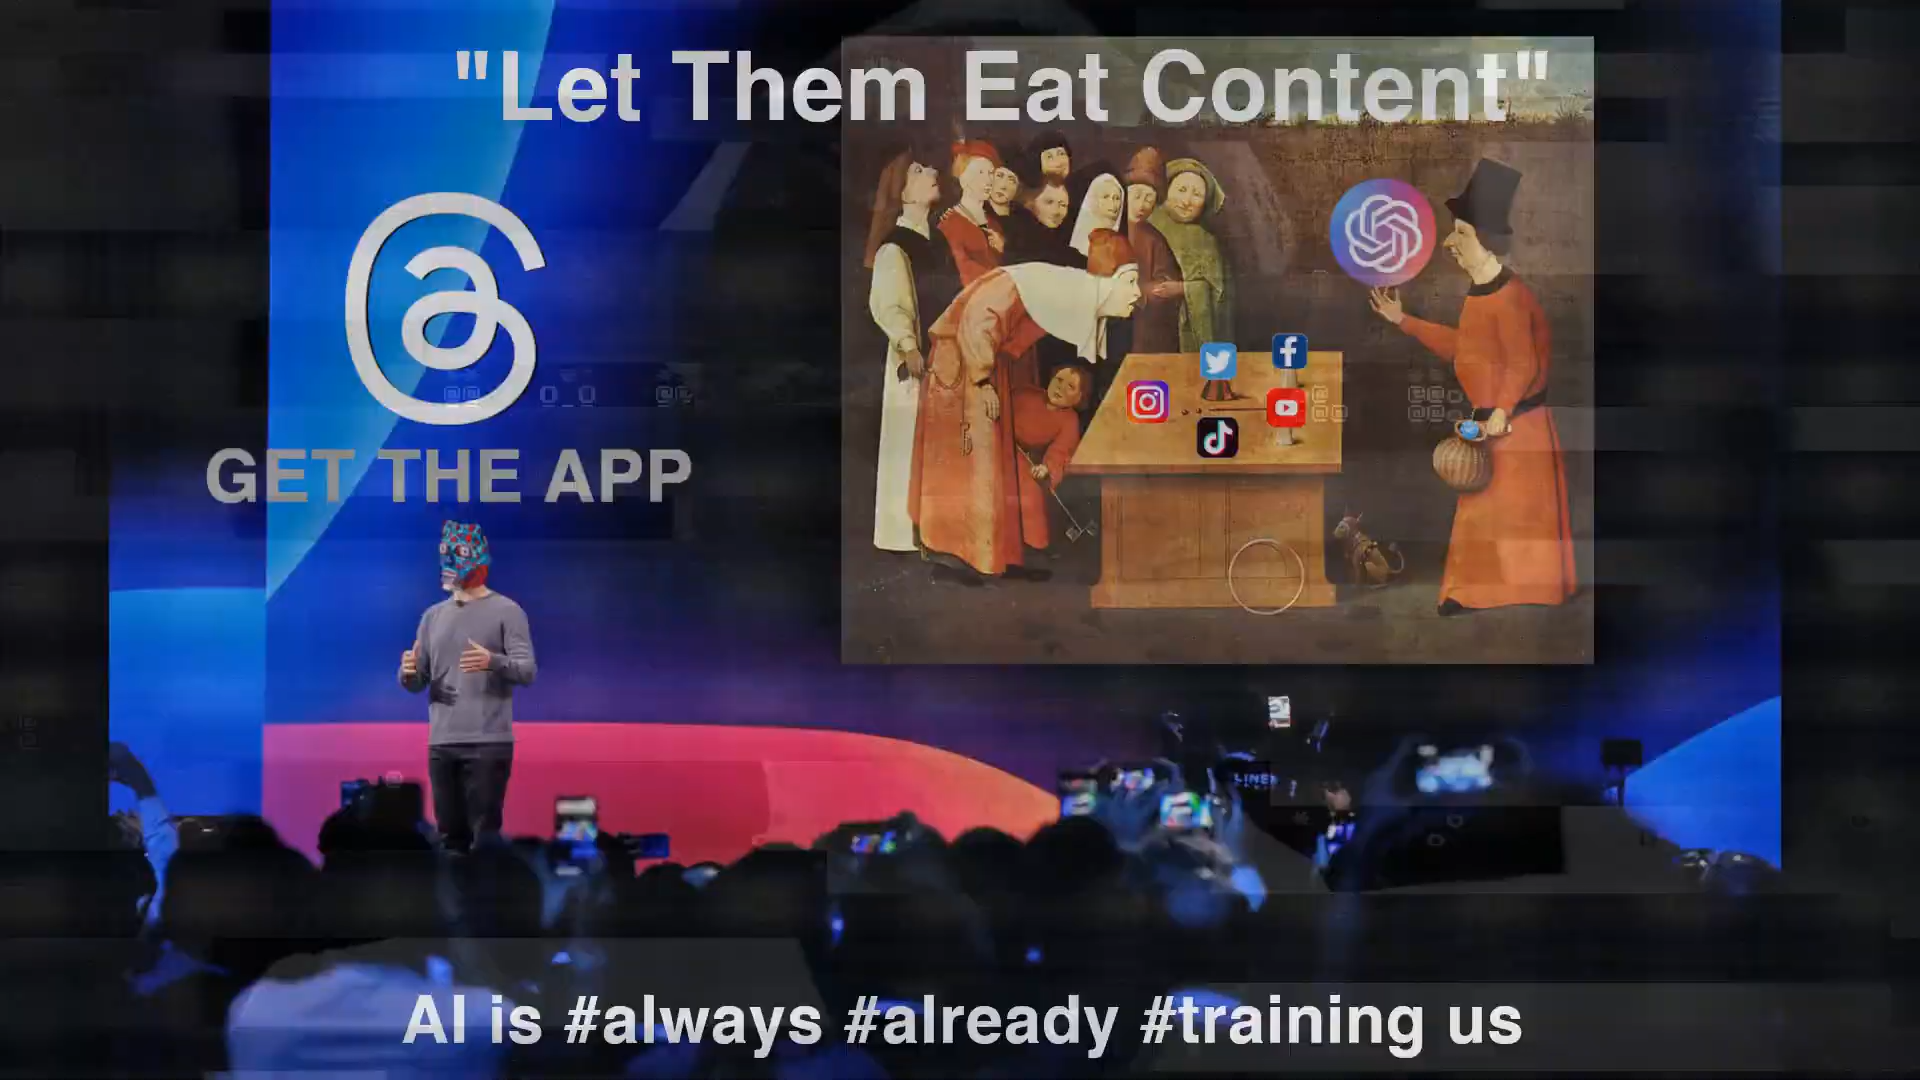 "Let Them Eat Content"
GET THE APP
AI is #always #already #training us